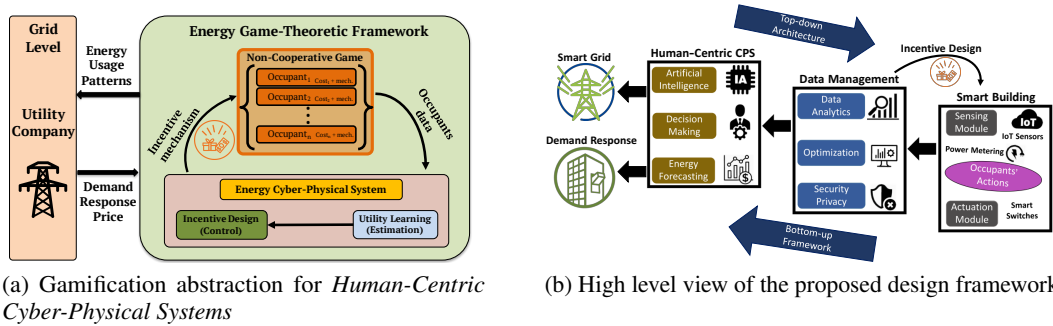 Grid
Level
Energy
Usage
Patterns
Utility
Company
Demand
Response
Price
Energy Game-Theoretic Framework
Non-Cooperative Game
Occupant₁ Cost₁ + mech.
Occupant₂ Cost₂ + mech.
Occupantₙ Costₙ + mech.
Incentive
mechanism
Occupants
data
Energy Cyber-Physical System
Incentive Design
(Control)
Utility Learning
(Estimation)
(a) Gamification abstraction for Human-Centric
Cyber-Physical Systems
Top-down
Architecture
Smart Grid
Demand Response
Human-Centric CPS
Artificial
Intelligence
IA
Decision
Making
Energy
Forecasting
Data Management
Data
Analytics
Optimization
Security
Privacy
Incentive Design
Smart Building
Sensing
Module
IoT
IoT Sensors
Power Metering
Occupants'
Actions
Actuation
Module
Smart
Switches
Bottom-up
Framework
(b) High level view of the proposed design framework